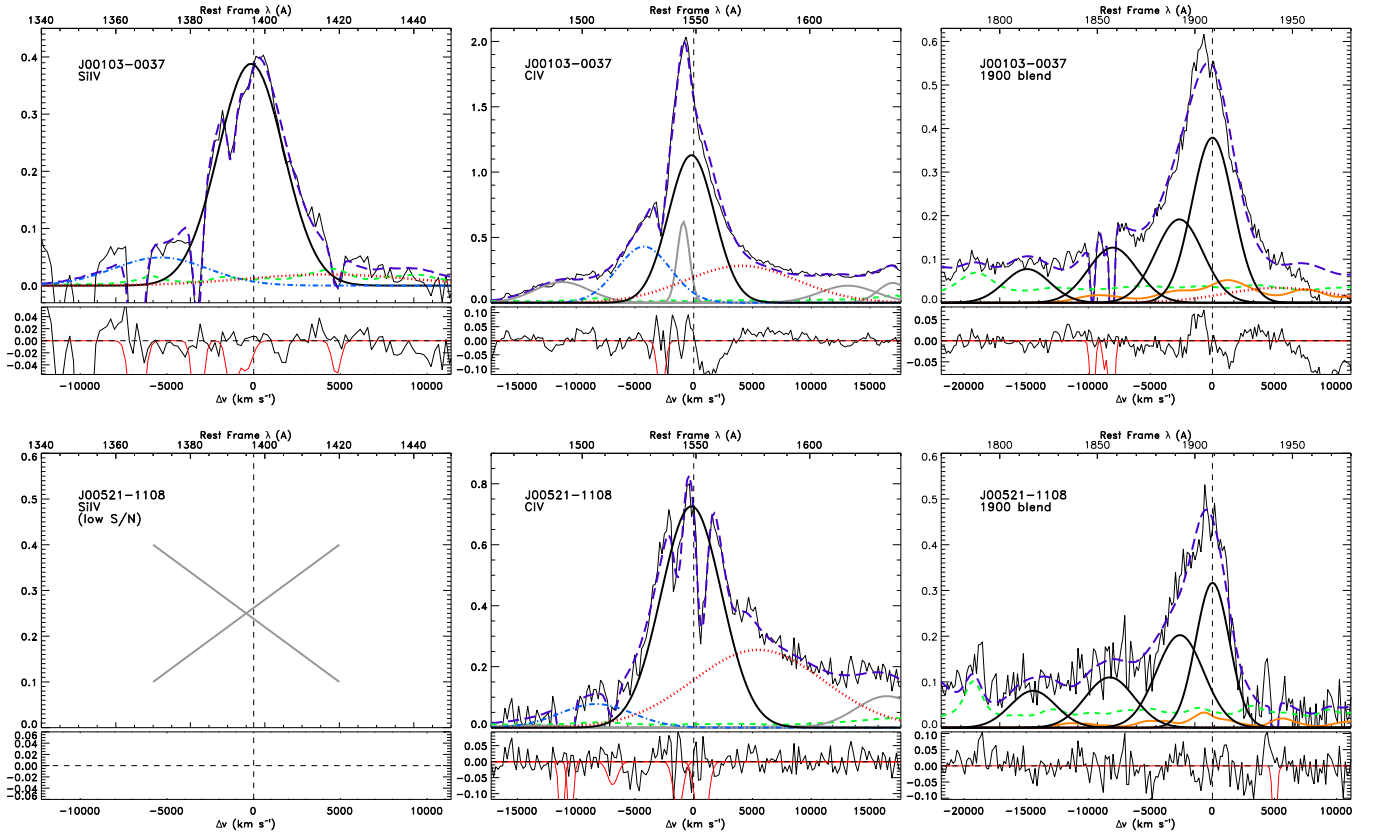 Rest Frame λ (A)
1340 1360 1380 1400 1420 1440
J00103-0037
SiIV
0.4
0.3
0.2
0.1
0.0
0.04
0.02
0.00
-0.02
-0.04
-10000 -5000 0 5000 10000
Δv (km s⁻¹)
Rest Frame λ (A)
1500 1550 1600
J00103-0037
CIV
2.0
1.5
1.0
0.5
0.0
0.10
0.05
0.00
-0.05
-0.10
-15000 -10000 -5000 0 5000 10000 15000
Δv (km s⁻¹)
Rest Frame λ (A)
1800 1850 1900 1950
J00103-0037
1900 blend
0.6
0.5
0.4
0.3
0.2
0.1
0.0
0.05
0.00
-0.05
-20000 -15000 -10000 -5000 0 5000 10000
Δv (km s⁻¹)
Rest Frame λ (A)
1340 1360 1380 1400 1420 1440
J00521-1108
SiIV
(low S/N)
0.6
0.5
0.4
0.3
0.2
0.1
0.0
0.06
0.04
0.02
0.00
-0.02
-0.04
-0.06
-10000 -5000 0 5000 10000
Δv (km s⁻¹)
Rest Frame λ (A)
1500 1550 1600
J00521-1108
CIV
0.8
0.6
0.4
0.2
0.0
0.05
0.00
-0.05
-0.10
-15000 -10000 -5000 0 5000 10000 15000
Δv (km s⁻¹)
Rest Frame λ (A)
1800 1850 1900 1950
J00521-1108
1900 blend
0.6
0.5
0.4
0.3
0.2
0.1
0.0
0.10
0.05
0.00
-0.05
-0.10
-20000 -15000 -10000 -5000 0 5000 10000
Δv (km s⁻¹)